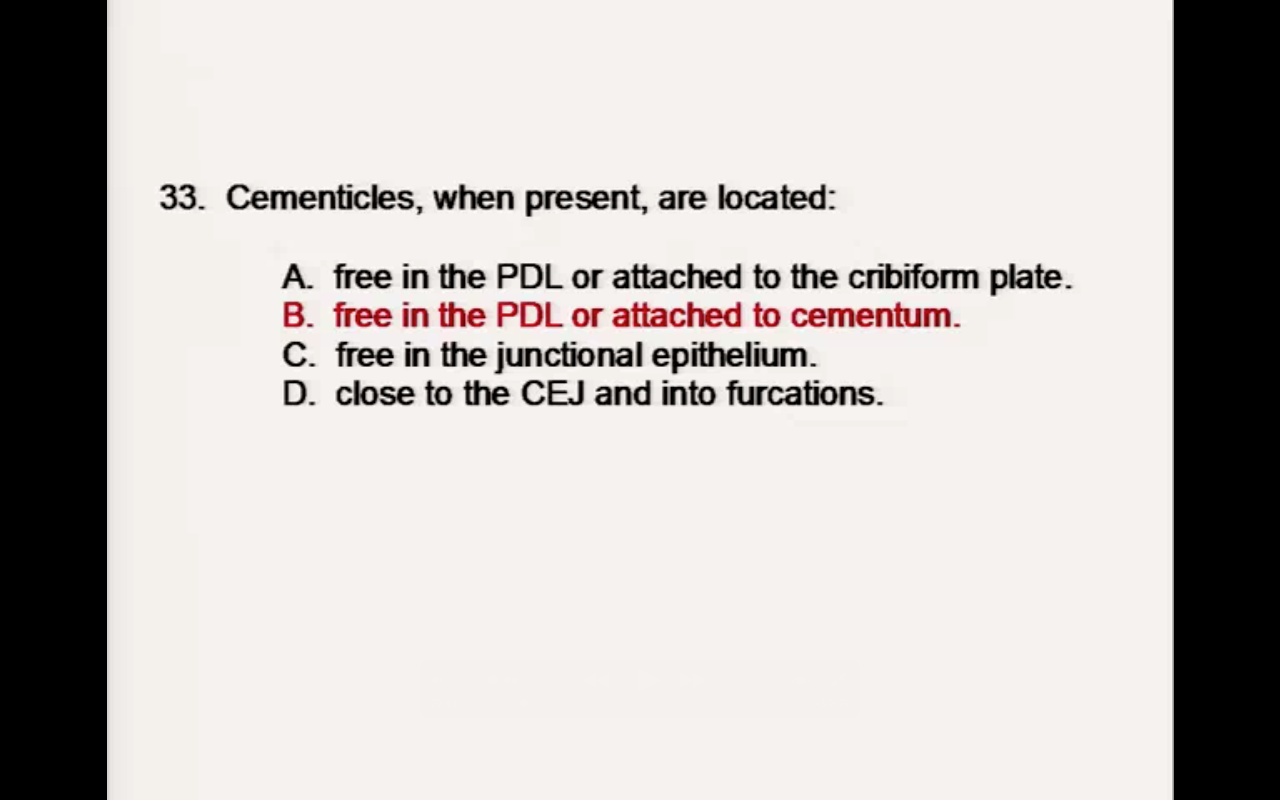 33. Cementicles, when present, are located:
A. free in the PDL or attached to the cribiform plate.
B. free in the PDL or attached to cementum.
C. free in the junctional epithelium.
D. close to the CEJ and into furcations.